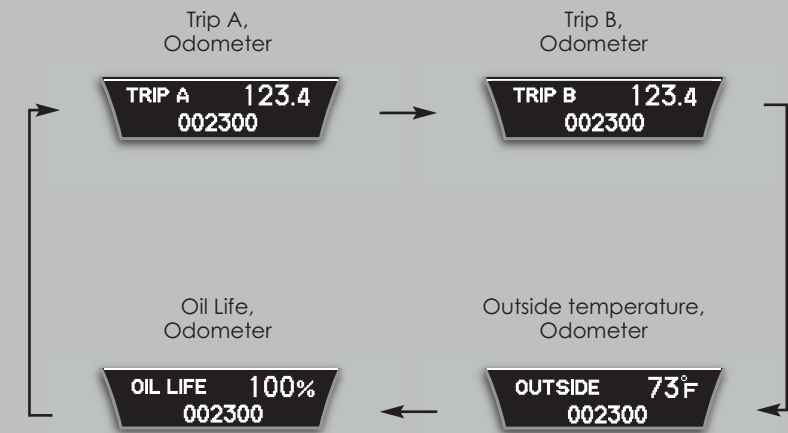 Trip A,
Odometer
TRIP A 123.4
002300
Trip B,
Odometer
TRIP B 123.4
002300
Oil Life,
Odometer
OIL LIFE 100%
002300
Outside temperature,
Odometer
OUTSIDE 73°F
002300